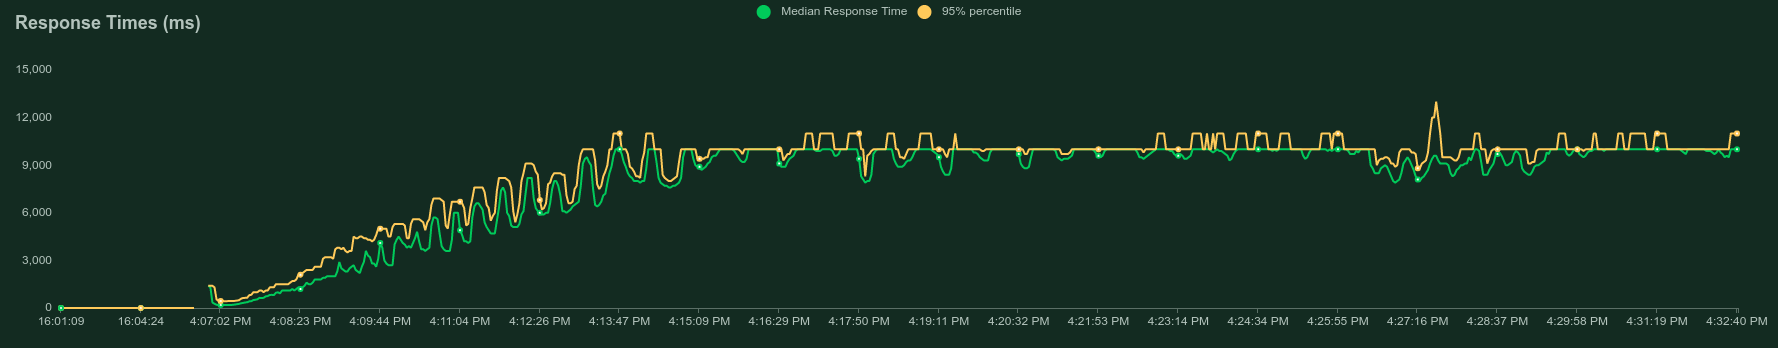 Response Times (ms)
Median Response Time 95% percentile
15,000
12,000
9,000
6,000
3,000
0
16:01:09 16:04:24 4:07:02 PM 4:08:23 PM 4:09:44 PM 4:11:04 PM 4:12:26 PM 4:13:47 PM 4:15:09 PM 4:16:29 PM 4:17:50 PM 4:19:11 PM 4:20:32 PM 4:21:53 PM 4:23:14 PM 4:24:34 PM 4:25:55 PM 4:27:16 PM 4:28:37 PM 4:29:58 PM 4:31:19 PM 4:32:40 PM